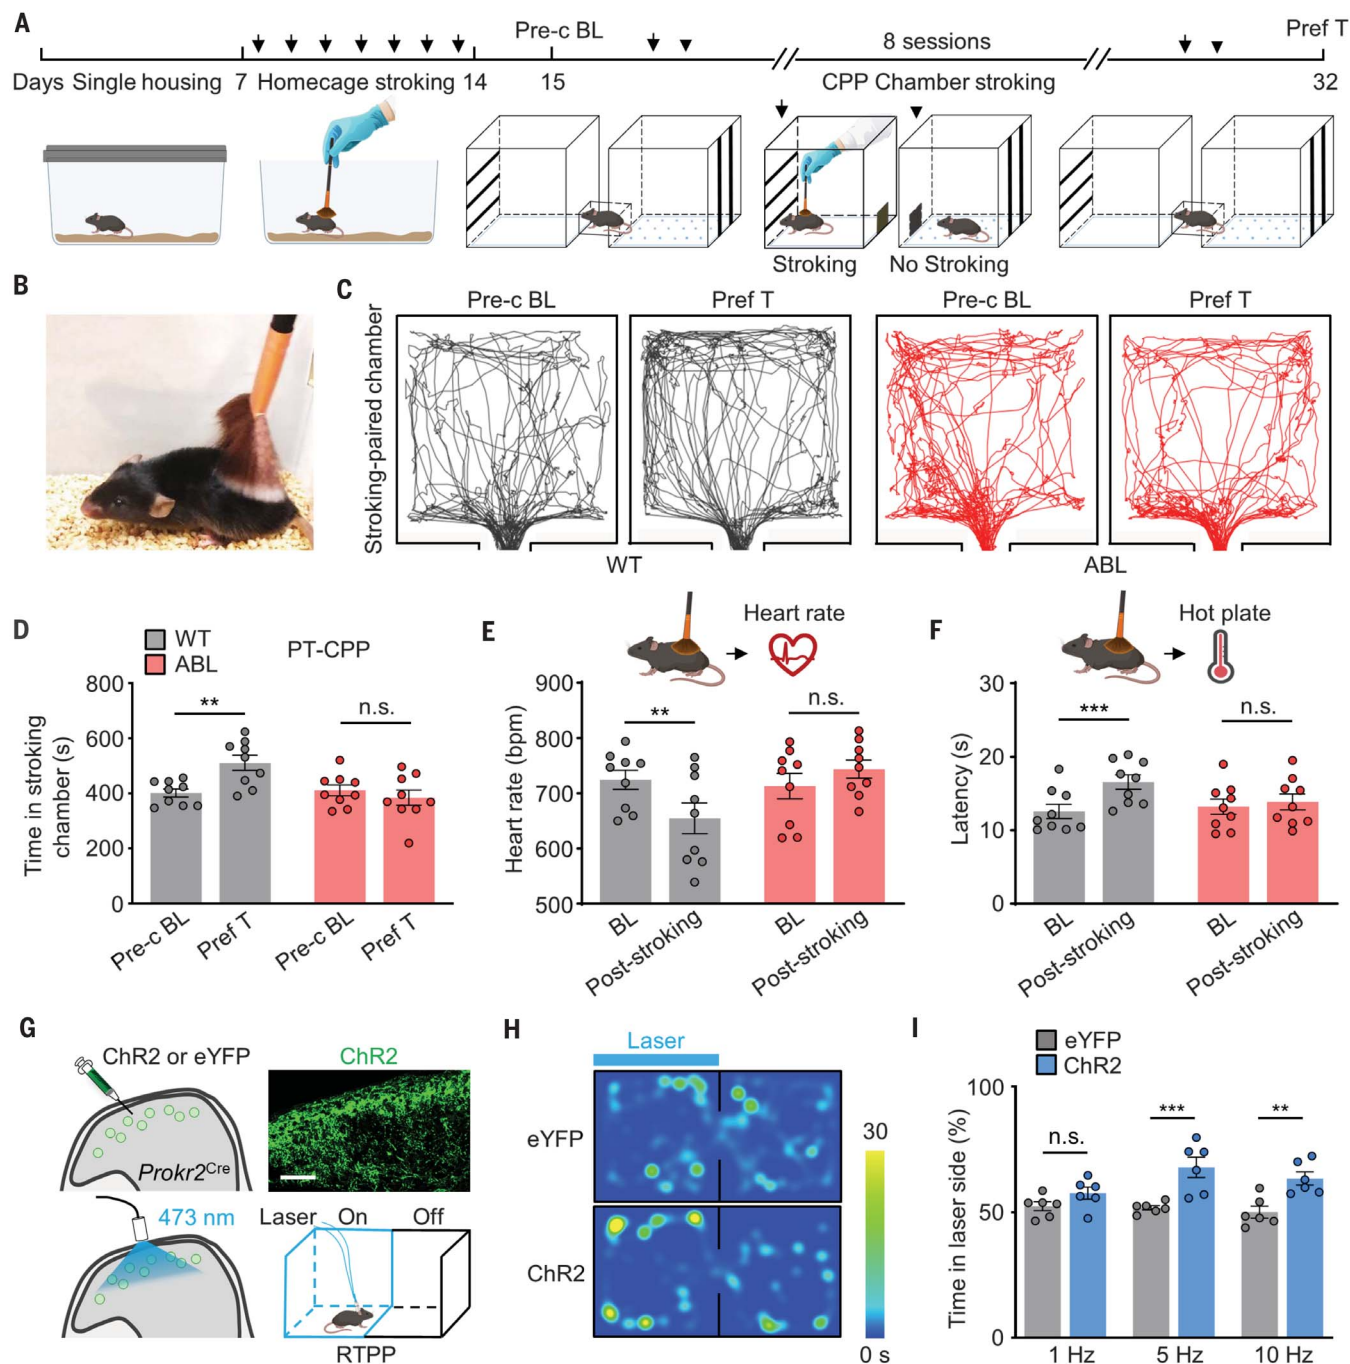 A
Pre-c BL
8 sessions
Pref T
Days Single housing 7 Homecage stroking 14 15 CPP Chamber stroking 32
Stroking
No Stroking
B
C
Pre-c BL
Pref T
Pre-c BL
Pref T
Stroking-paired chamber
WT
ABL
D
WT
ABL
PT-CPP
Time in stroking
chamber (s)
800
600
400
200
0
**
n.s.
Pre-c BL
Pref T
Pre-c BL
Pref T
E
Heart rate
Heart rate (bpm)
900
800
700
600
500
**
n.s.
BL
Post-stroking
BL
Post-stroking
F
Hot plate
Latency (s)
30
20
10
0
***
n.s.
BL
Post-stroking
BL
Post-stroking
G
ChR2 or eYFP
ChR2
Prokr2Cre
473 nm
Laser On Off
RTPP
H
Laser
eYFP
ChR2
30
0 s
I
eYFP
ChR2
Time in laser side (%)
100
50
0
n.s.
***
**
1 Hz
5 Hz
10 Hz